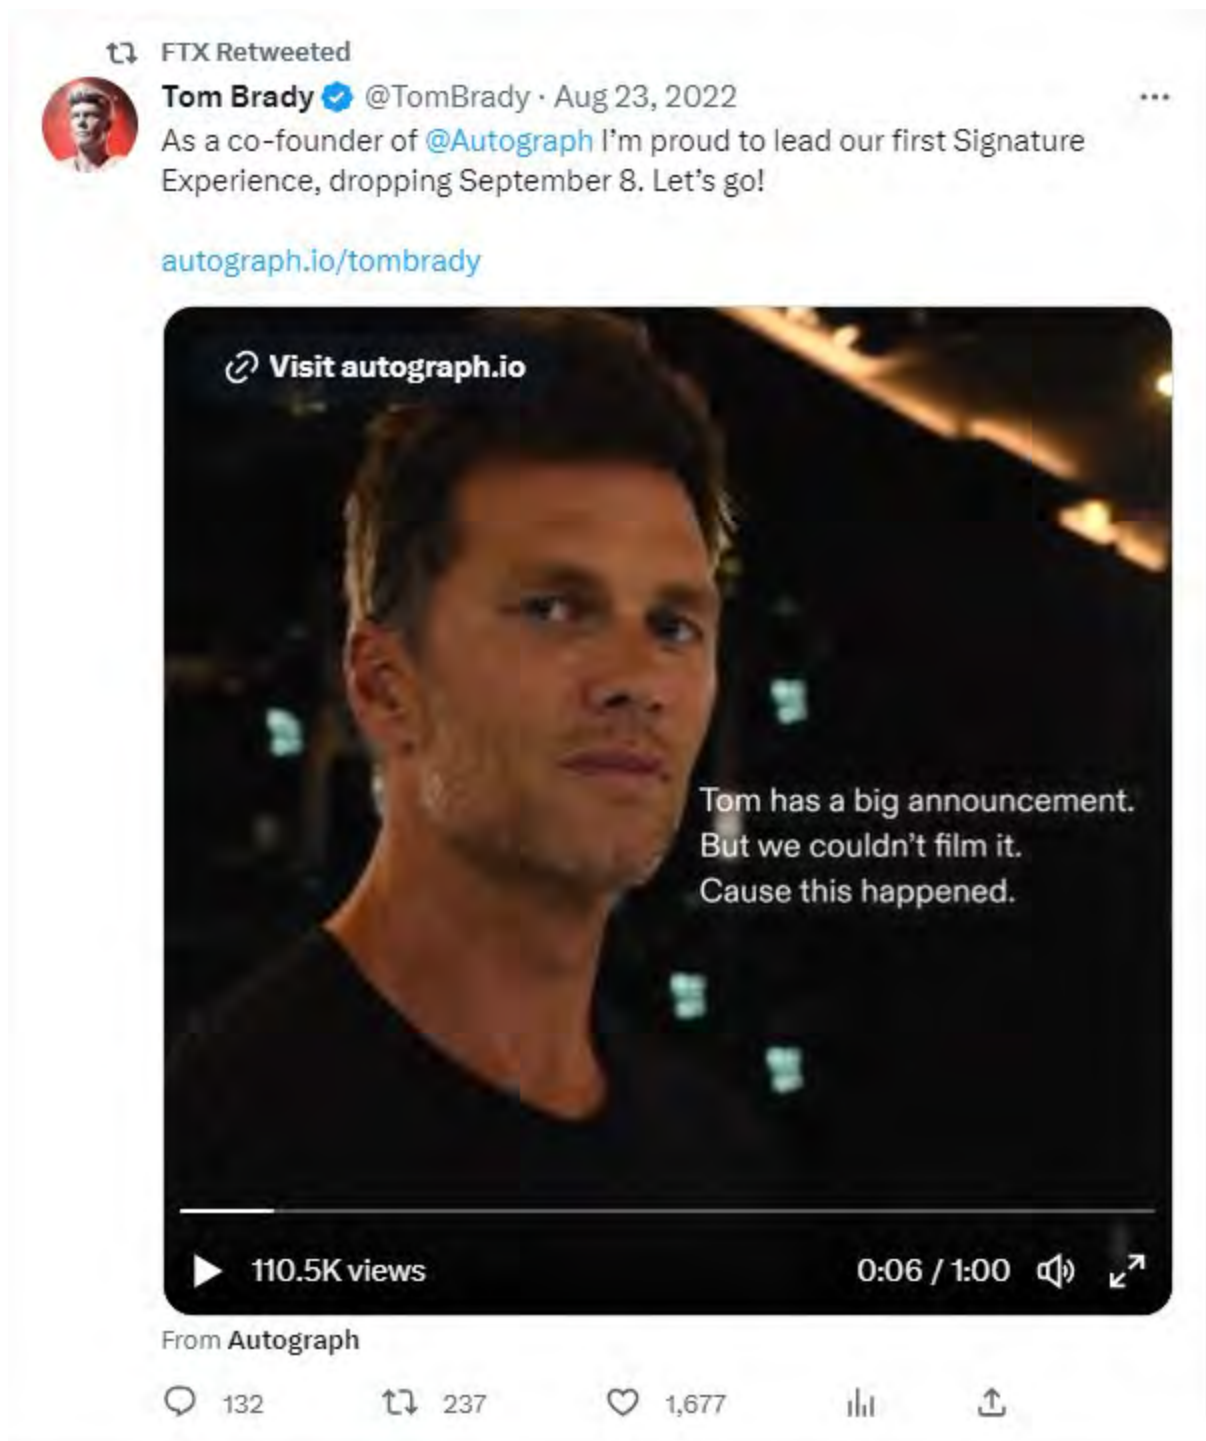 FTX Retweeted
Tom Brady @TomBrady · Aug 23, 2022
As a co-founder of @Autograph I'm proud to lead our first Signature
Experience, dropping September 8. Let's go!
autograph.io/tombrady
Visit autograph.io
Tom has a big announcement.
But we couldn't film it.
Cause this happened.
110.5K views 0:06 / 1:00
From Autograph
132 237 1,677